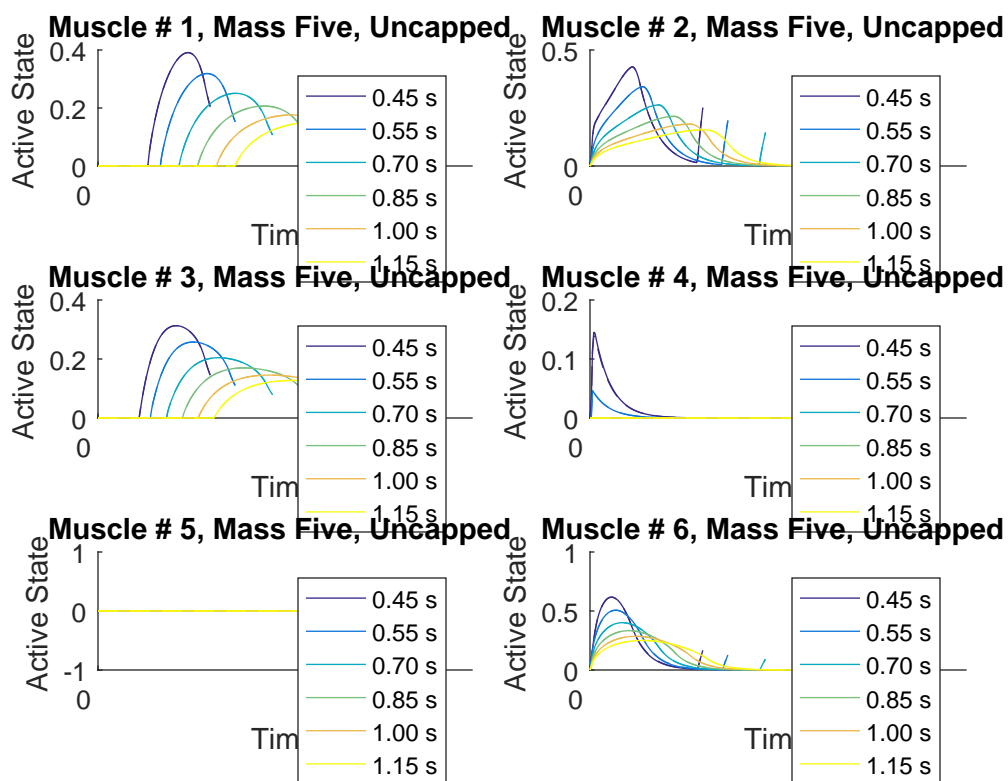 Muscle # 1, Mass Five, Uncapped
Active State
0.4
0.2
0
0
Tim
0.45 s
0.55 s
0.70 s
0.85 s
1.00 s
1.15 s
Muscle # 2, Mass Five, Uncapped
Active State
0.5
0
0
Tim
0.45 s
0.55 s
0.70 s
0.85 s
1.00 s
1.15 s
Muscle # 3, Mass Five, Uncapped
Active State
0.4
0.2
0
0
Tim
0.45 s
0.55 s
0.70 s
0.85 s
1.00 s
1.15 s
Muscle # 4, Mass Five, Uncapped
Active State
0.2
0.1
0
0
Tim
0.45 s
0.55 s
0.70 s
0.85 s
1.00 s
1.15 s
Muscle # 5, Mass Five, Uncapped
Active State
1
0
-1
0
Tim
0.45 s
0.55 s
0.70 s
0.85 s
1.00 s
1.15 s
Muscle # 6, Mass Five, Uncapped
Active State
1
0.5
0
0
Tim
0.45 s
0.55 s
0.70 s
0.85 s
1.00 s
1.15 s